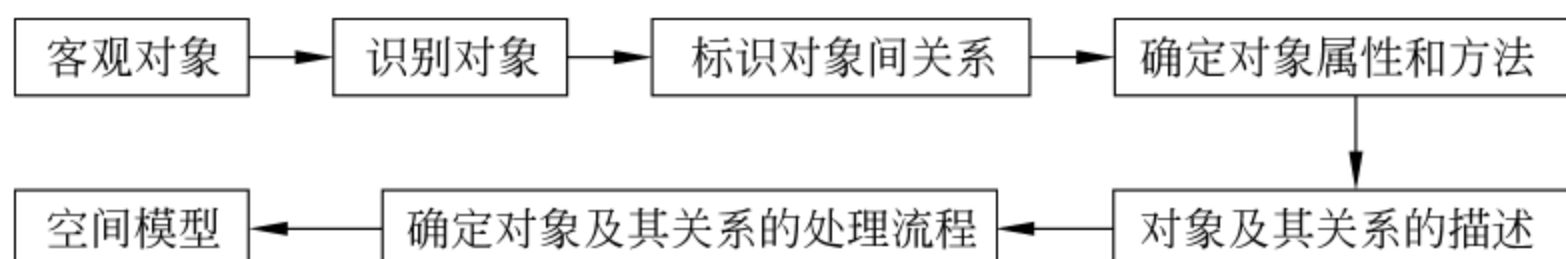 客观对象
识别对象
标识对象间关系
确定对象属性和方法
对象及其关系的描述
确定对象及其关系的处理流程
空间模型